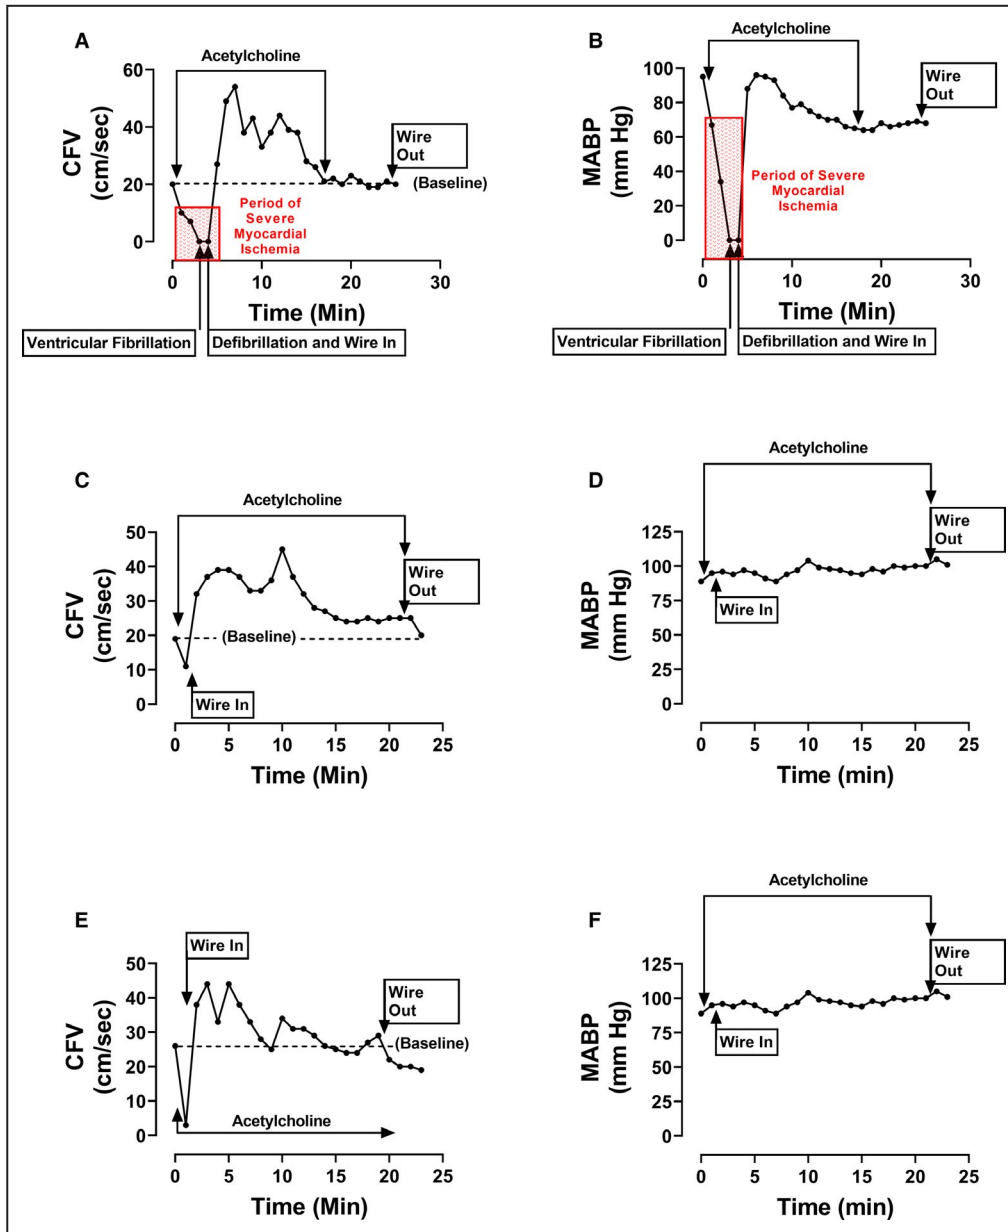 A
Acetylcholine
60
40
20
0
CFV
(cm/sec)
Wire
Out
(Baseline)
Period of
Severe
Myocardial
Ischemia
0
10
20
30
Time (Min)
Ventricular Fibrillation
Defibrillation and Wire In
B
Acetylcholine
100
80
60
40
20
0
MABP
(mm Hg)
Wire
Out
Period of Severe
Myocardial
Ischemia
0
10
20
30
Time (Min)
Ventricular Fibrillation
Defibrillation and Wire In
C
Acetylcholine
50
40
30
20
10
0
CFV
(cm/sec)
Wire
Out
(Baseline)
Wire In
0
5
10
15
20
25
Time (Min)
D
Acetylcholine
125
100
75
50
25
0
MABP
(mm Hg)
Wire
Out
Wire In
0
5
10
15
20
25
Time (min)
E
Wire In
50
40
30
20
10
0
CFV
(cm/sec)
Wire
Out
(Baseline)
Acetylcholine
0
5
10
15
20
25
Time (Min)
F
Acetylcholine
125
100
75
50
25
0
MABP
(mm Hg)
Wire
Out
Wire In
0
5
10
15
20
25
Time (min)